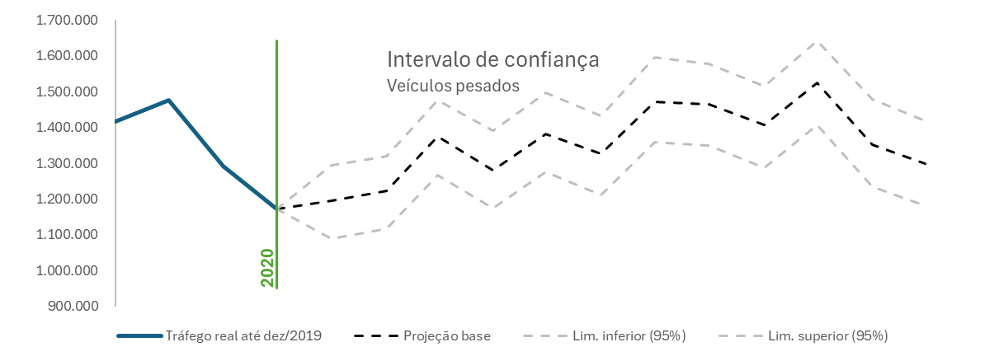 Intervalo de confiança
Veículos pesados
1.700.000
1.600.000
1.500.000
1.400.000
1.300.000
1.200.000
1.100.000
1.000.000
900.000
2020
Tráfego real até dez/2019
Projeção base
Lim. inferior (95%)
Lim. superior (95%)